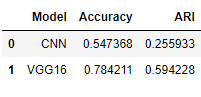 Model Accuracy ARI
0 CNN 0.547368 0.255933
1 VGG16 0.784211 0.594228